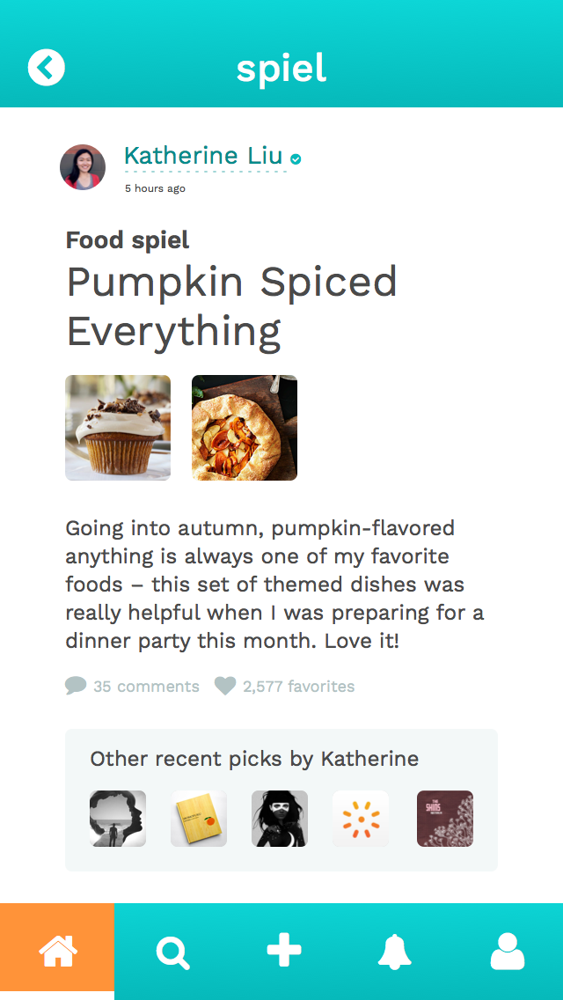 spiel
Katherine Liu
5 hours ago
Food spiel
Pumpkin Spiced
Everything
Going into autumn, pumpkin-flavored
anything is always one of my favorite
foods – this set of themed dishes was
really helpful when I was preparing for a
dinner party this month. Love it!
35 comments 2,577 favorites
Other recent picks by Katherine
THE
SHINS